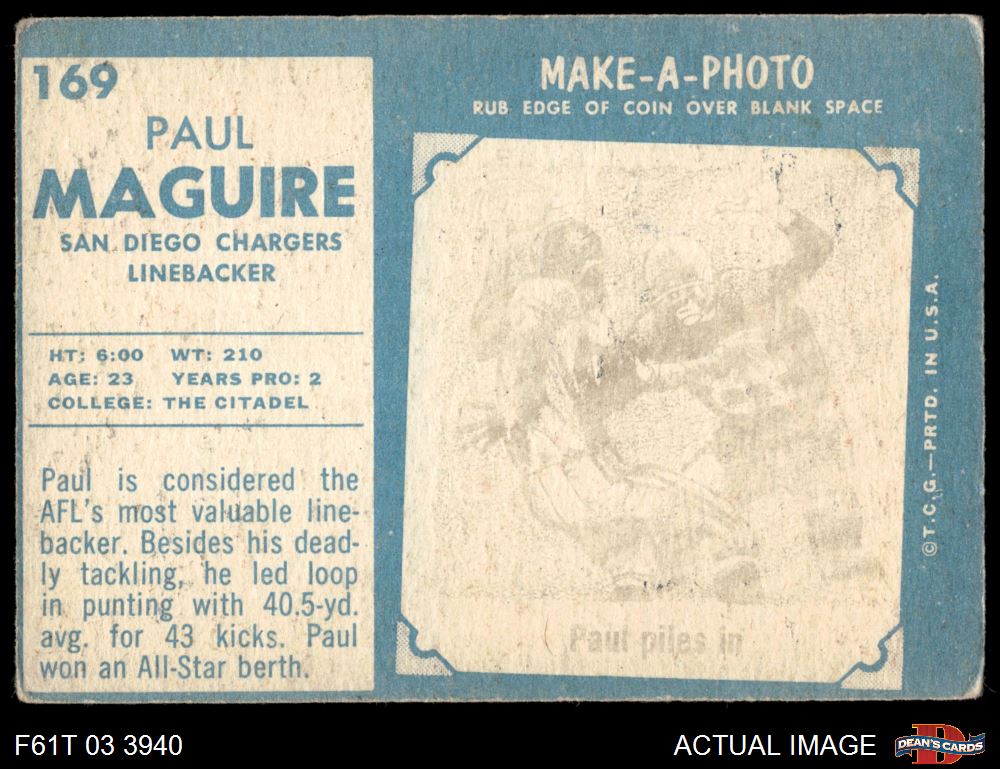 169
PAUL
MAGUIRE
SAN DIEGO CHARGERS
LINEBACKER
HT: 6:00 WT: 210
AGE: 23 YEARS PRO: 2
COLLEGE: THE CITADEL
Paul is considered the
AFL's most valuable line-
backer. Besides his dead-
ly tackling, he led loop
in punting with 40.5-yd.
avg. for 43 kicks. Paul
won an All-Star berth.
MAKE-A-PHOTO
RUB EDGE OF COIN OVER BLANK SPACE
Paul piles in
©T.C.G.—PRTD. IN U.S.A.
F61T 03 3940
ACTUAL IMAGE
DEAN'S CARDS